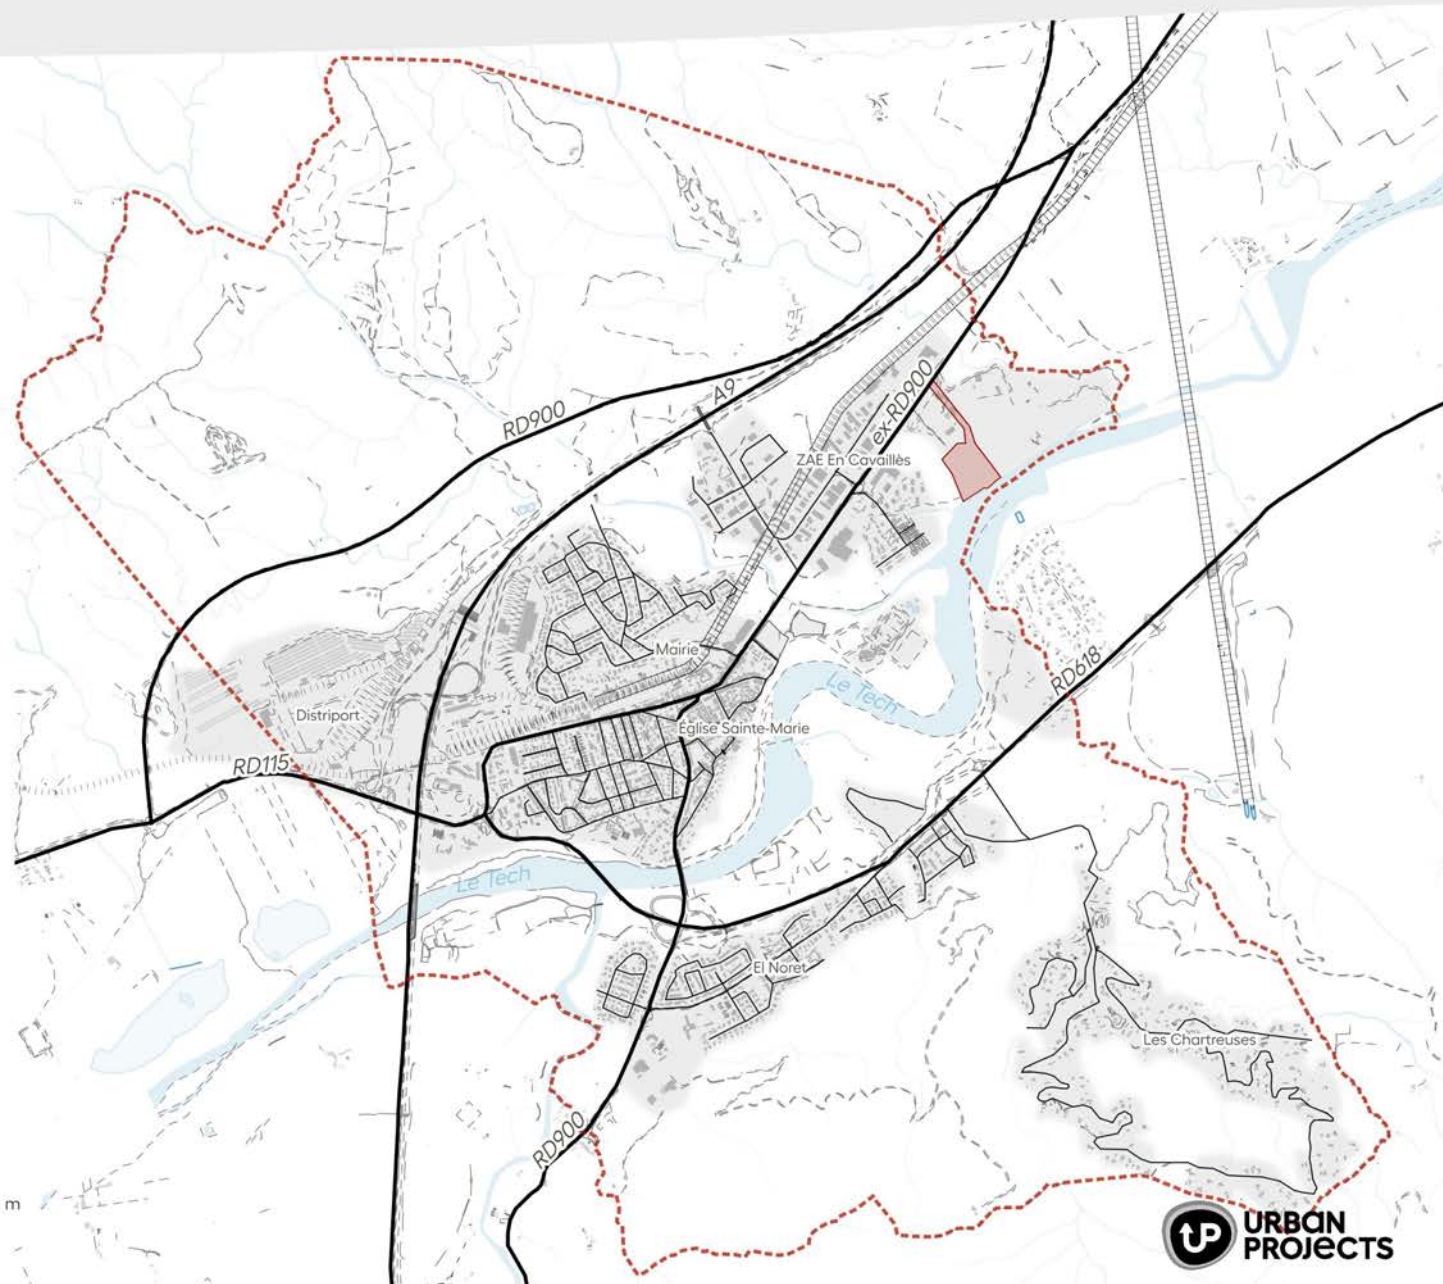 A9
RD900
ex-RD900
ZAE En Cavaillès
Mairie
RD618
Le Tech
Distriport
Église Sainte-Marie
RD115
Le Tech
El Noret
Les Chartreuses
RD900
m
UP
URBAN
PROJECTS